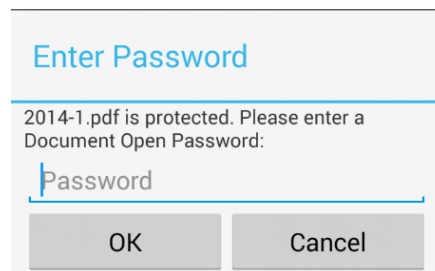 Enter Password
2014-1.pdf is protected. Please enter a
Document Open Password:
Password
OK
Cancel